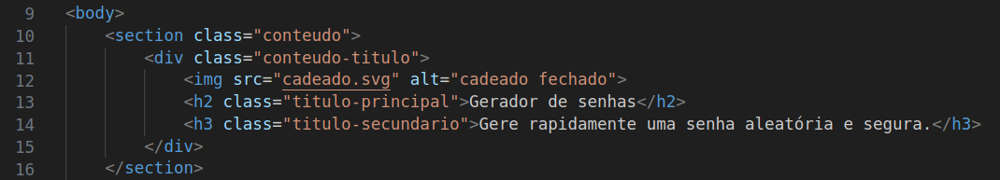 9 <body>
10 <section class="conteudo">
11 <div class="conteudo-titulo">
12 <img src="cadeado.svg" alt="cadeado fechado">
13 <h2 class="titulo-principal">Gerador de senhas</h2>
14 <h3 class="titulo-secundario">Gere rapidamente uma senha aleatória e segura.</h3>
15 </div>
16 </section>